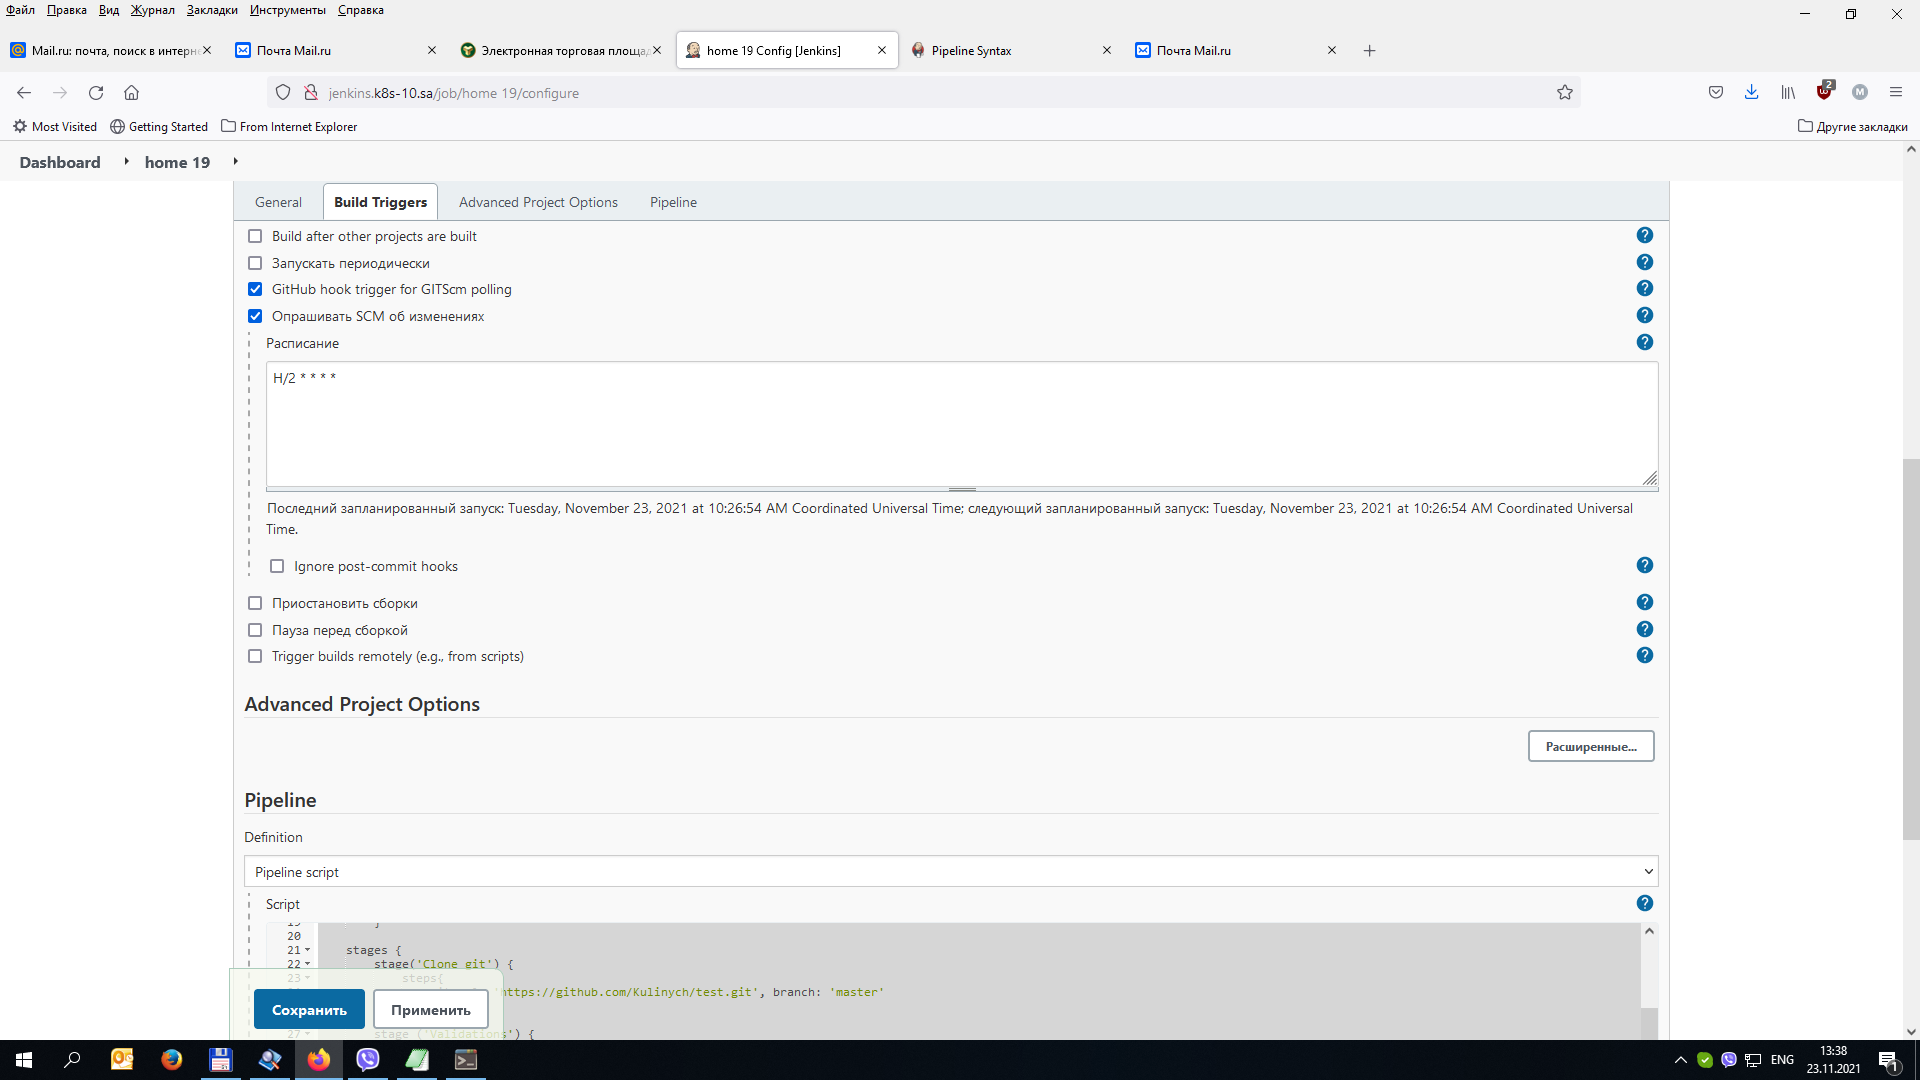 Файл Правка Вид Журнал Закладки Инструменты Справка
Mail.ru: почта, поиск в интерн
Почта Mail.ru
Электронная торговая площад
home 19 Config [Jenkins]
Pipeline Syntax
Почта Mail.ru
jenkins.k8s-10.sa/job/home 19/configure
2
M
Most Visited Getting Started From Internet Explorer Другие закладки
Dashboard home 19
General Build Triggers Advanced Project Options Pipeline
Build after other projects are built
Запускать периодически
GitHub hook trigger for GITScm polling
Опрашивать SCM об изменениях
Расписание
H/2 * * * *
Последний запланированный запуск: Tuesday, November 23, 2021 at 10:26:54 AM Coordinated Universal Time; следующий запланированный запуск: Tuesday, November 23, 2021 at 10:26:54 AM Coordinated Universal
Time.
Ignore post-commit hooks
Приостановить сборки
Пауза перед сборкой
Trigger builds remotely (e.g., from scripts)
Advanced Project Options
Расширенные...
Pipeline
Definition
Pipeline script
Script
19 }
20
21 stages {
22 stage('Clone git') {
23 steps{
'https://github.com/Kulinych/test.git', branch: 'master'
Сохранить Применить
27 stage ('Validations') {
ENG
13:38
23.11.2021
1